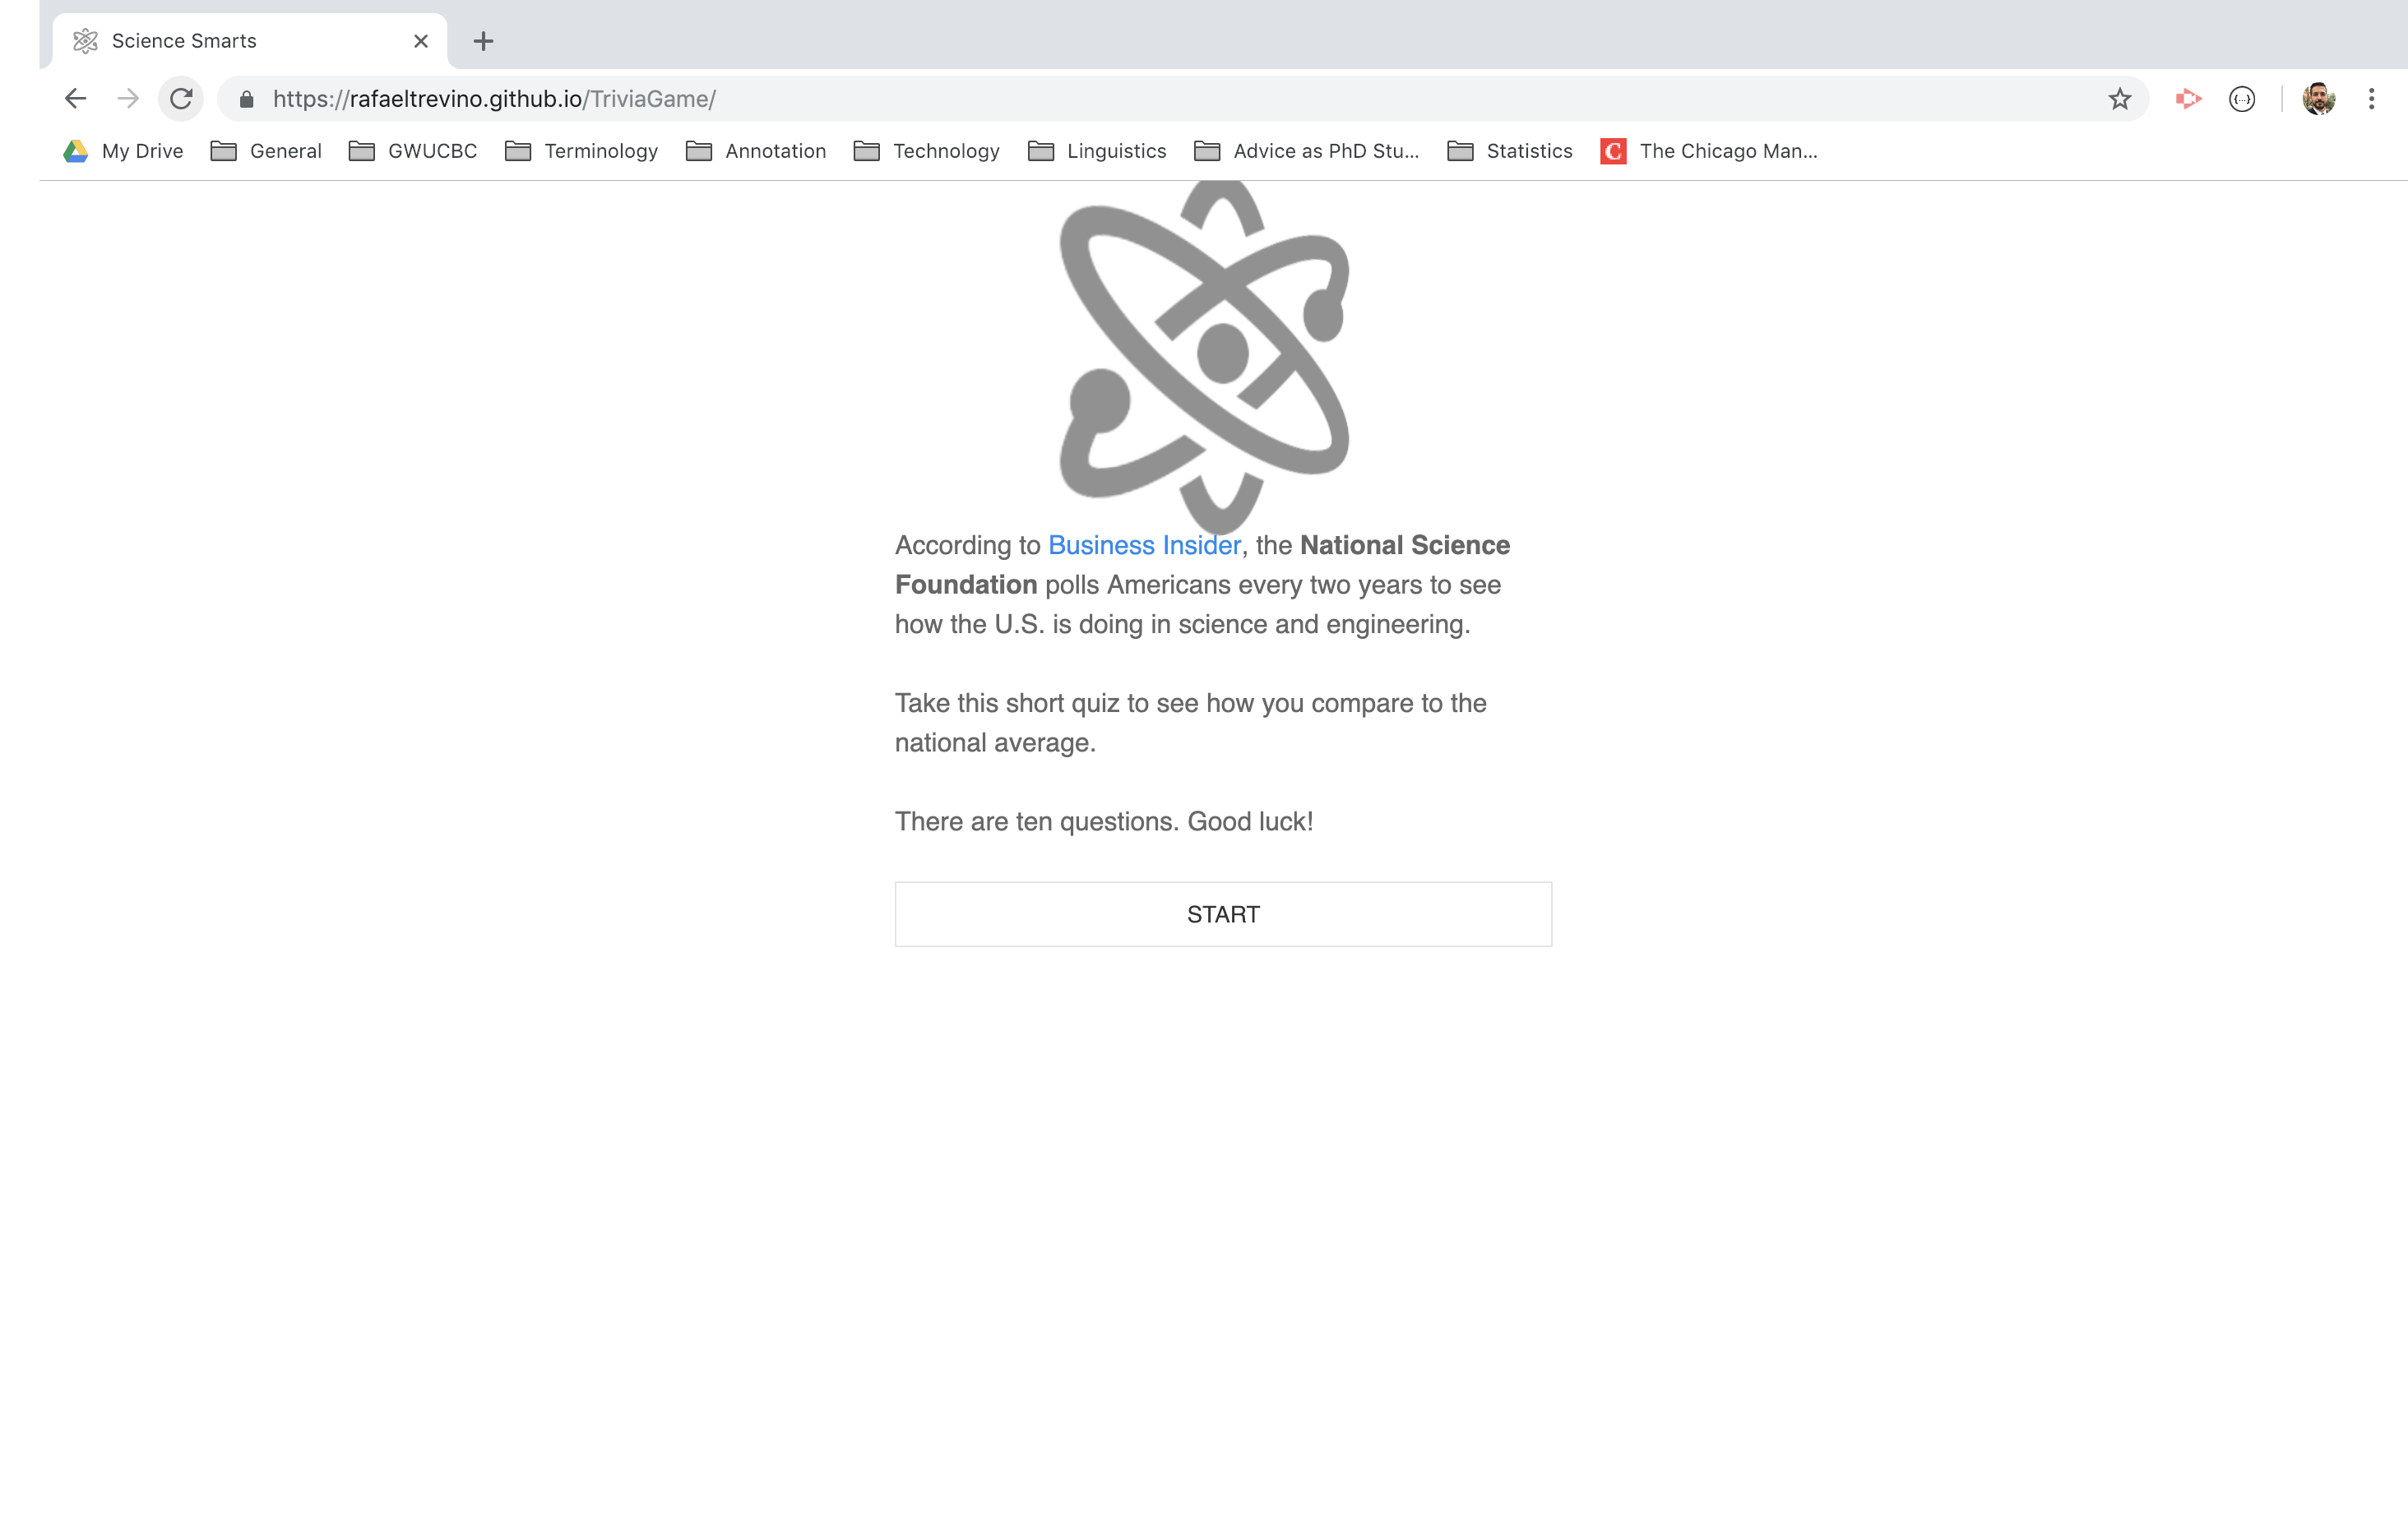 Science Smarts
https://rafaeltrevino.github.io/TriviaGame/
My Drive General GWUCBC Terminology Annotation Technology Linguistics Advice as PhD Stu... Statistics C The Chicago Man...
According to Business Insider, the National Science
Foundation polls Americans every two years to see
how the U.S. is doing in science and engineering.
Take this short quiz to see how you compare to the
national average.
There are ten questions. Good luck!
START